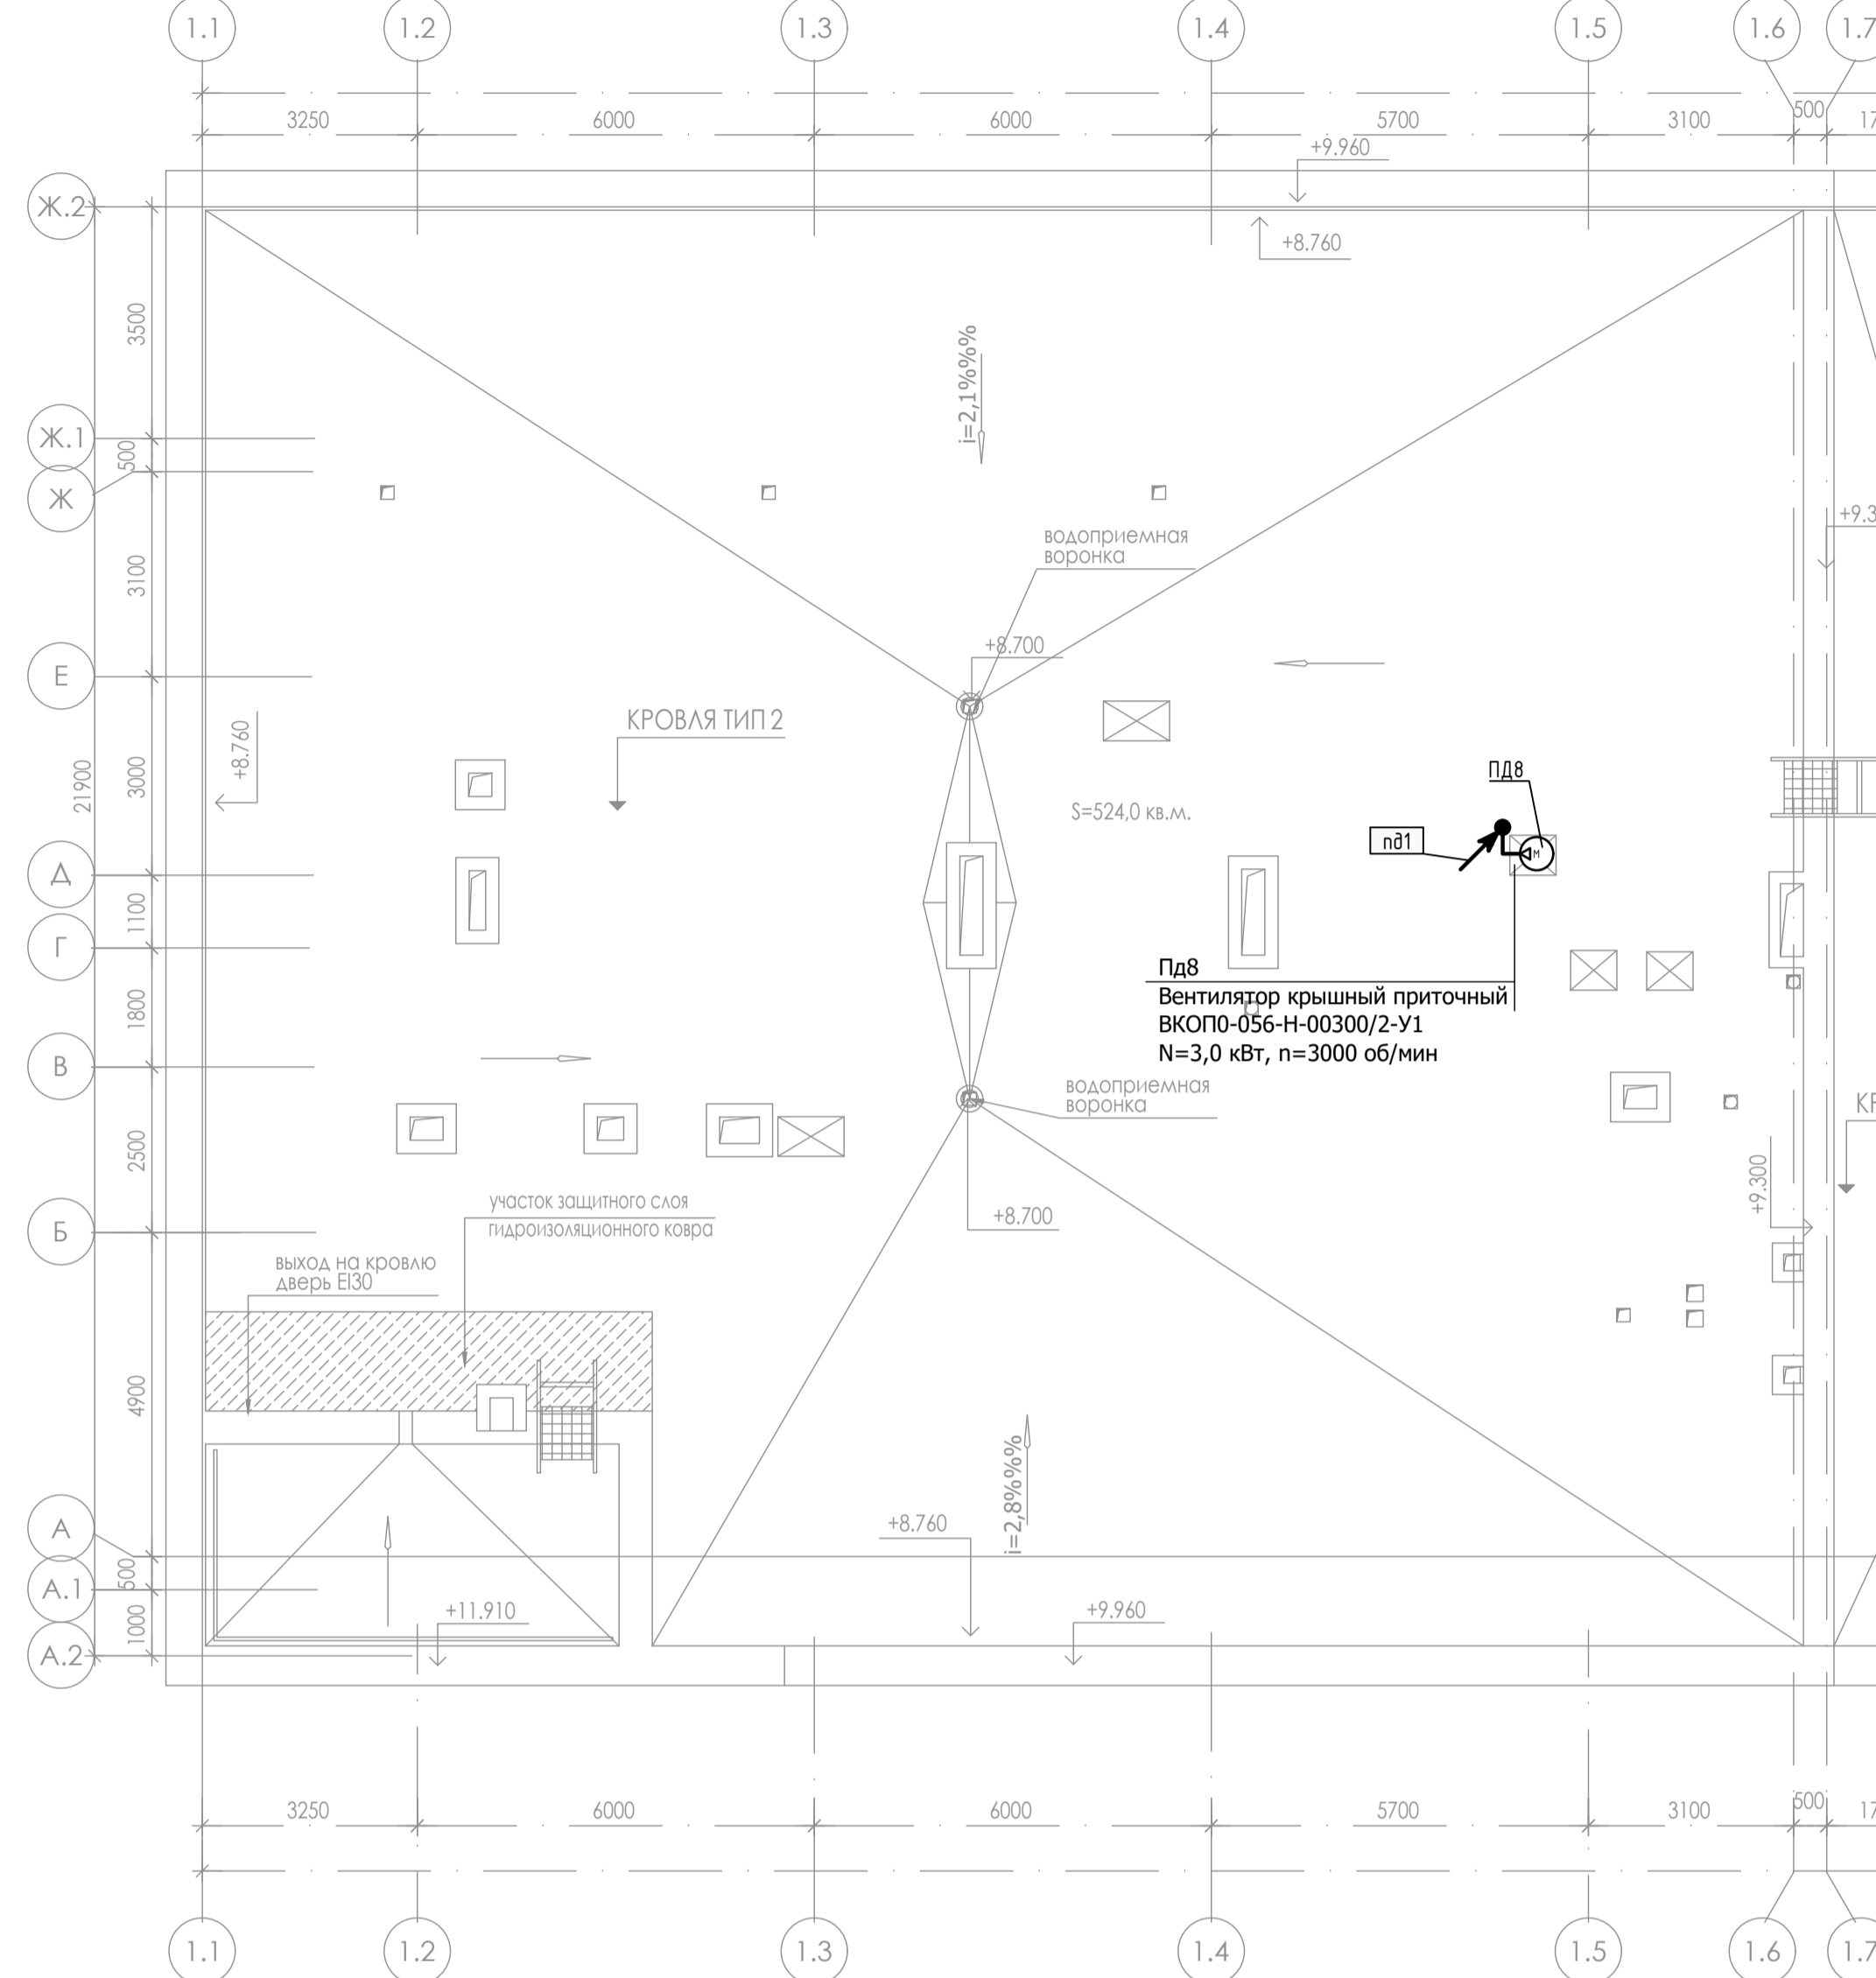 1.1 1.2 1.3 1.4 1.5 1.6 1.7
3250 6000 6000 5700 3100 500 17
+9.960
Ж.2
+8.760
3500
i=2,1%%%
Ж.1
500
Ж
водоприемная
воронка
3100
+8.700
Е
КРОВЛЯ ТИП 2
+8.760
21900
3000
ПД8
S=524,0 кв.м.
пд1
Д
1100
Г
Пд8
Вентилятор крышный приточный
ВКОП0-056-Н-00300/2-У1
N=3,0 кВт, n=3000 об/мин
1800
В
водоприемная
воронка
2500
+9.300
участок защитного слоя
гидроизоляционного ковра
+8.700
Б
выход на кровлю
дверь EI30
4900
i=2,8%%%
+8.760
А
500
А.1
+11.910
+9.960
1000
А.2
3250 6000 6000 5700 3100 500 17
1.1 1.2 1.3 1.4 1.5 1.6 1.7
+9.3
КР
М